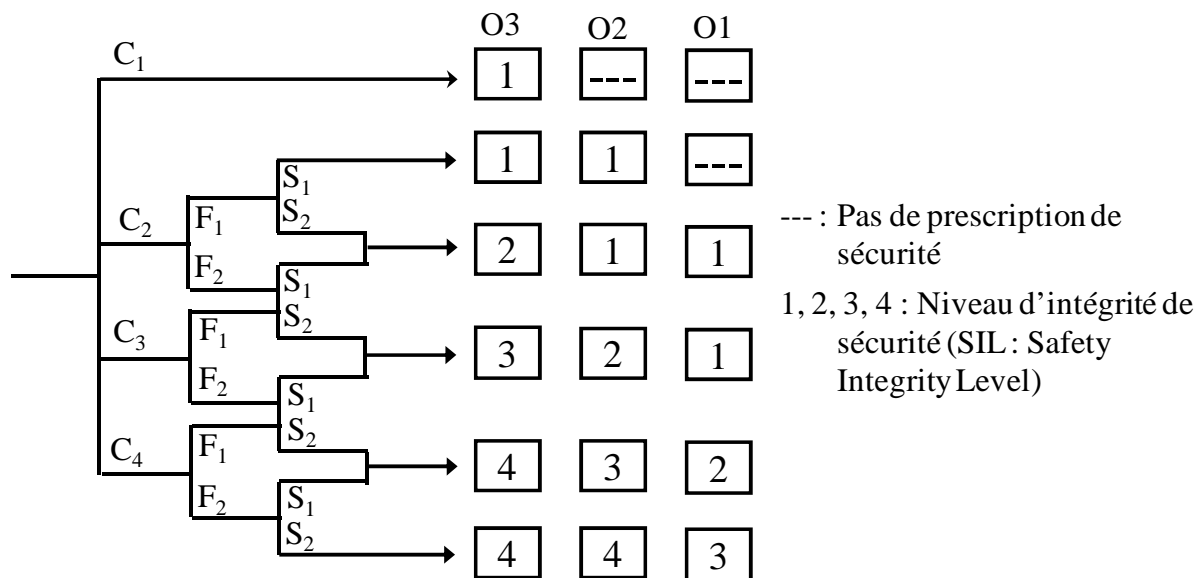 O3 O2 O1
C1
1 --- ---
S1
1 1 ---
S2
F1
C2
2 1 1
F2
S1
S2
F1
C3
3 2 1
F2
S1
S2
F1
C4
4 3 2
F2
S1
S2
4 4 3
--- : Pas de prescription de
sécurité
1, 2, 3, 4 : Niveau d'intégrité de
sécurité (SIL : Safety
Integrity Level)